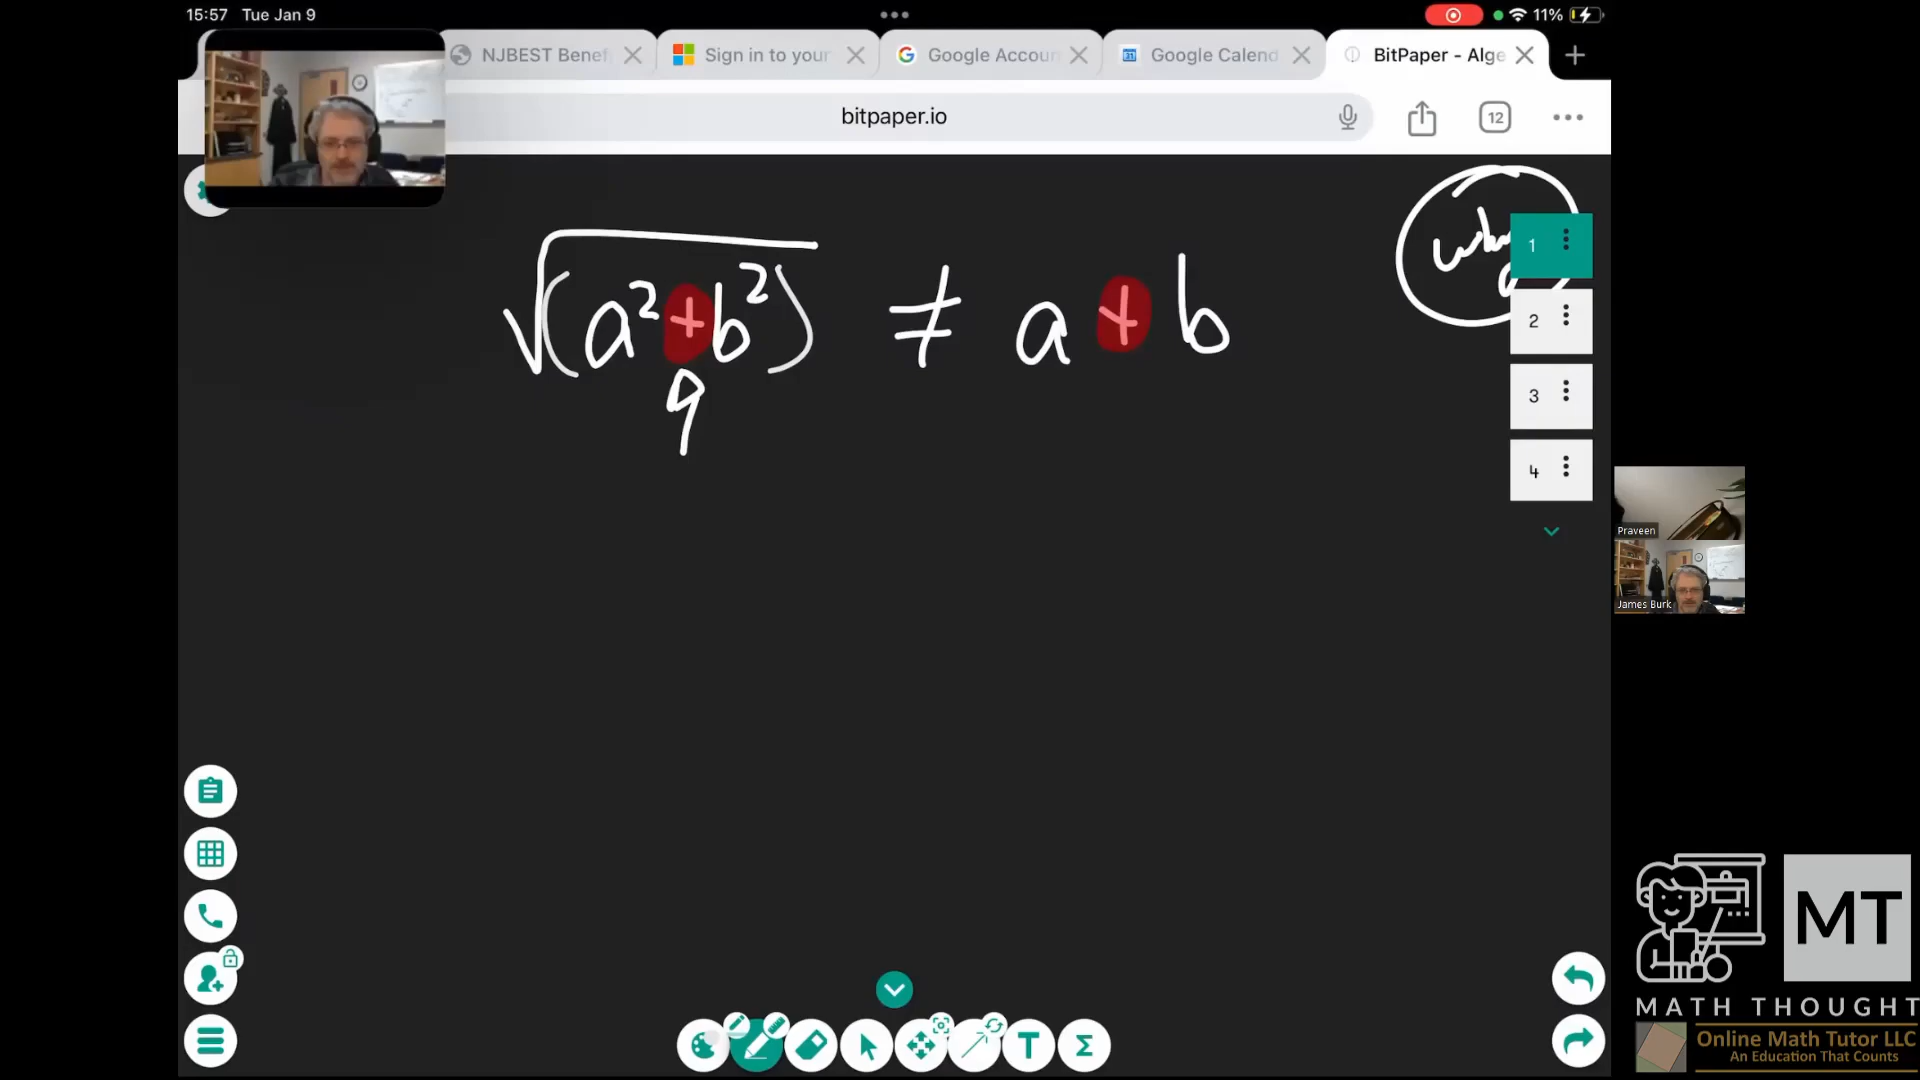 15:57 Tue Jan 9
11%
NJBEST Benef
Sign in to your
Google Accoun
Google Calend
BitPaper - Alge
bitpaper.io
12
√(a²+b²) ≠ a + b
9
1
2
3
4
Praveen
James Burk
MT
MATH THOUGHT
Online Math Tutor LLC
An Education That Counts
T
Σ